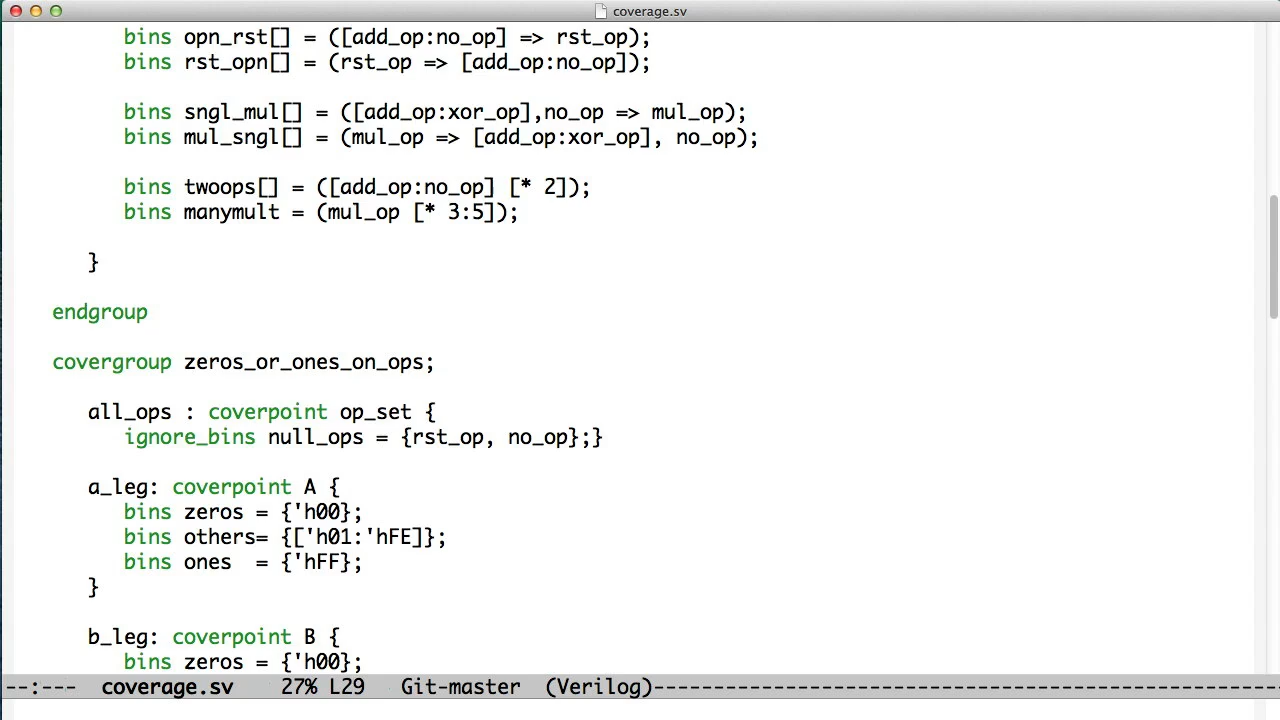 coverage.sv
bins opn_rst[] = ([add_op:no_op] => rst_op);
bins rst_opn[] = (rst_op => [add_op:no_op]);
bins sngl_mul[] = ([add_op:xor_op],no_op => mul_op);
bins mul_sngl[] = (mul_op => [add_op:xor_op], no_op);
bins twoops[] = ([add_op:no_op] [* 2]);
bins manymult = (mul_op [* 3:5]);
}
endgroup
covergroup zeros_or_ones_on_ops;
all_ops : coverpoint op_set {
ignore_bins null_ops = {rst_op, no_op};}
a_leg: coverpoint A {
bins zeros = {'h00};
bins others= {['h01:'hFE]};
bins ones  = {'hFF};
}
b_leg: coverpoint B {
bins zeros = {'h00};
--:---  coverage.sv    27% L29   Git-master  (Verilog)----------------------------------------------------